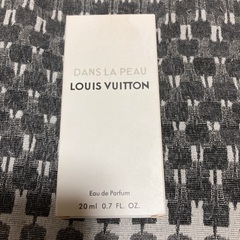 DANS LA PEAU
LOUIS VUITTON
Eau de Parfum
20 ml 0.7 FL. OZ.